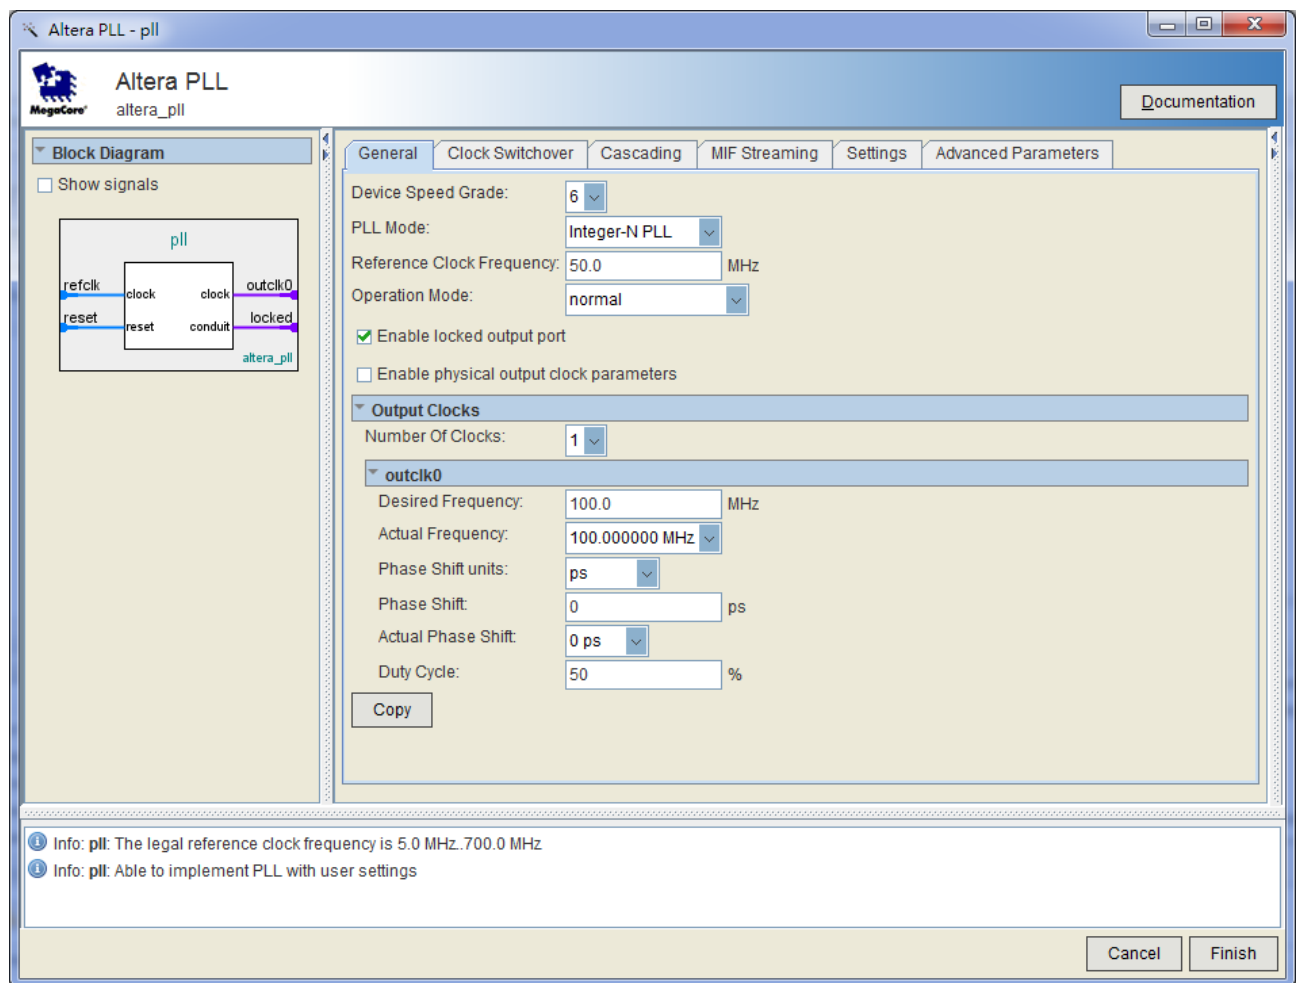 Altera PLL - pll
MegaCore®
Altera PLL
altera_pll
Documentation
Block Diagram
Show signals
pll
refclk
clock
clock
outclk0
reset
reset
conduit
locked
altera_pll
General
Clock Switchover
Cascading
MIF Streaming
Settings
Advanced Parameters
Device Speed Grade:
6
PLL Mode:
Integer-N PLL
Reference Clock Frequency:
50.0
MHz
Operation Mode:
normal
Enable locked output port
Enable physical output clock parameters
Output Clocks
Number Of Clocks:
1
outclk0
Desired Frequency:
100.0
MHz
Actual Frequency:
100.000000 MHz
Phase Shift units:
ps
Phase Shift:
0
ps
Actual Phase Shift:
0 ps
Duty Cycle:
50
%
Copy
Info: pll: The legal reference clock frequency is 5.0 MHz..700.0 MHz
Info: pll: Able to implement PLL with user settings
Cancel
Finish